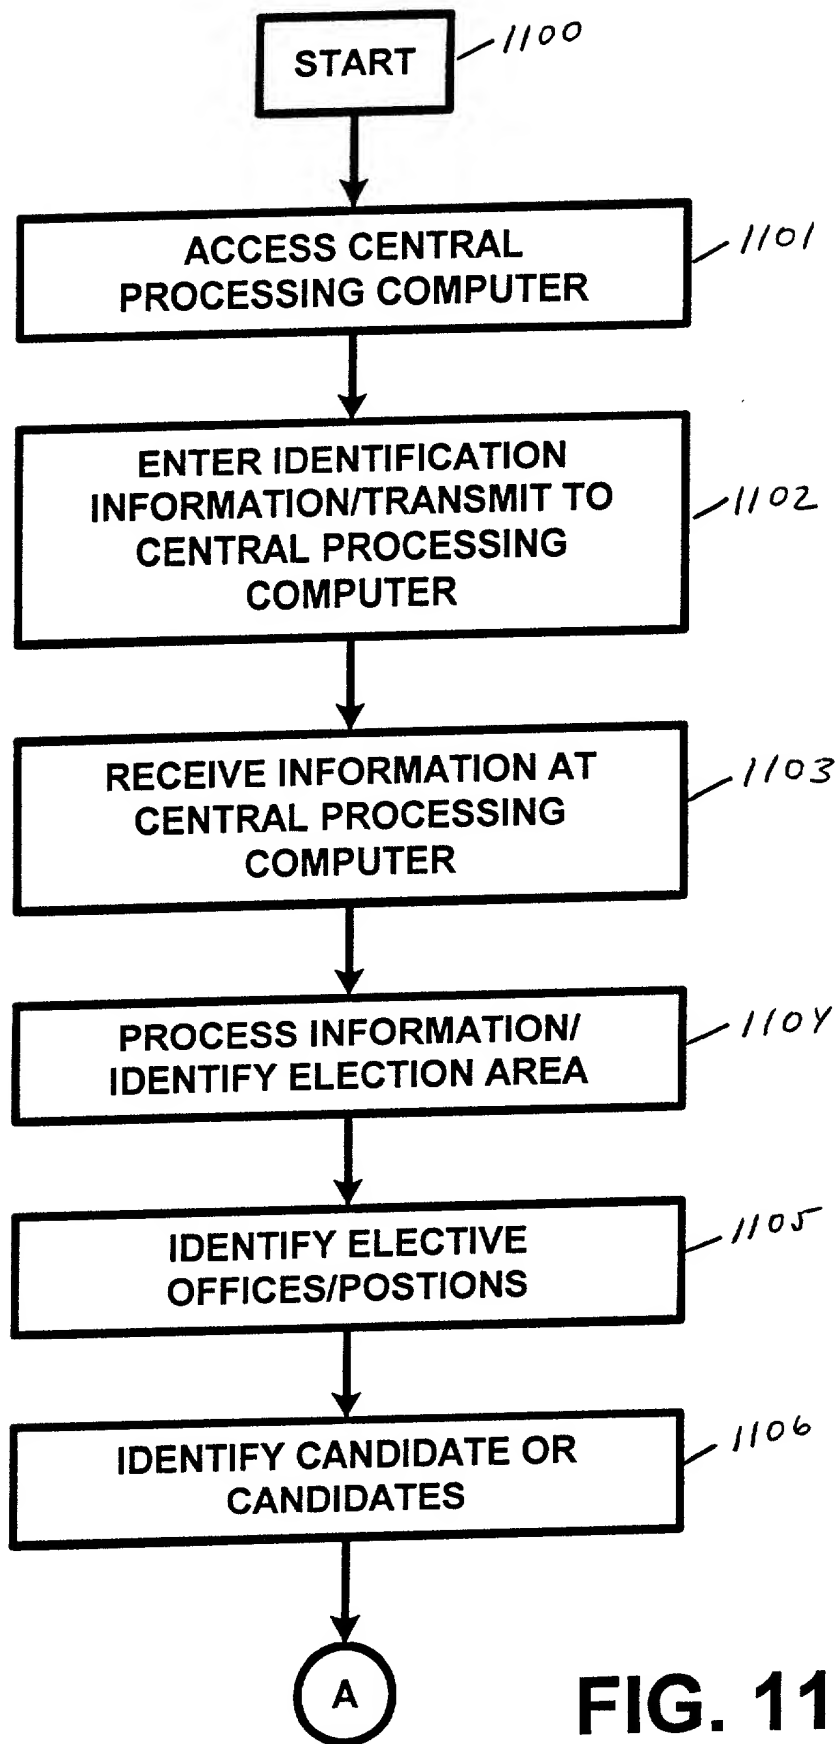 START
1100
ACCESS CENTRAL
PROCESSING COMPUTER
1101
ENTER IDENTIFICATION
INFORMATION/TRANSMIT TO
CENTRAL PROCESSING
COMPUTER
1102
RECEIVE INFORMATION AT
CENTRAL PROCESSING
COMPUTER
1103
PROCESS INFORMATION/
IDENTIFY ELECTION AREA
1104
IDENTIFY ELECTIVE
OFFICES/POSTIONS
1105
IDENTIFY CANDIDATE OR
CANDIDATES
1106
A
FIG. 11